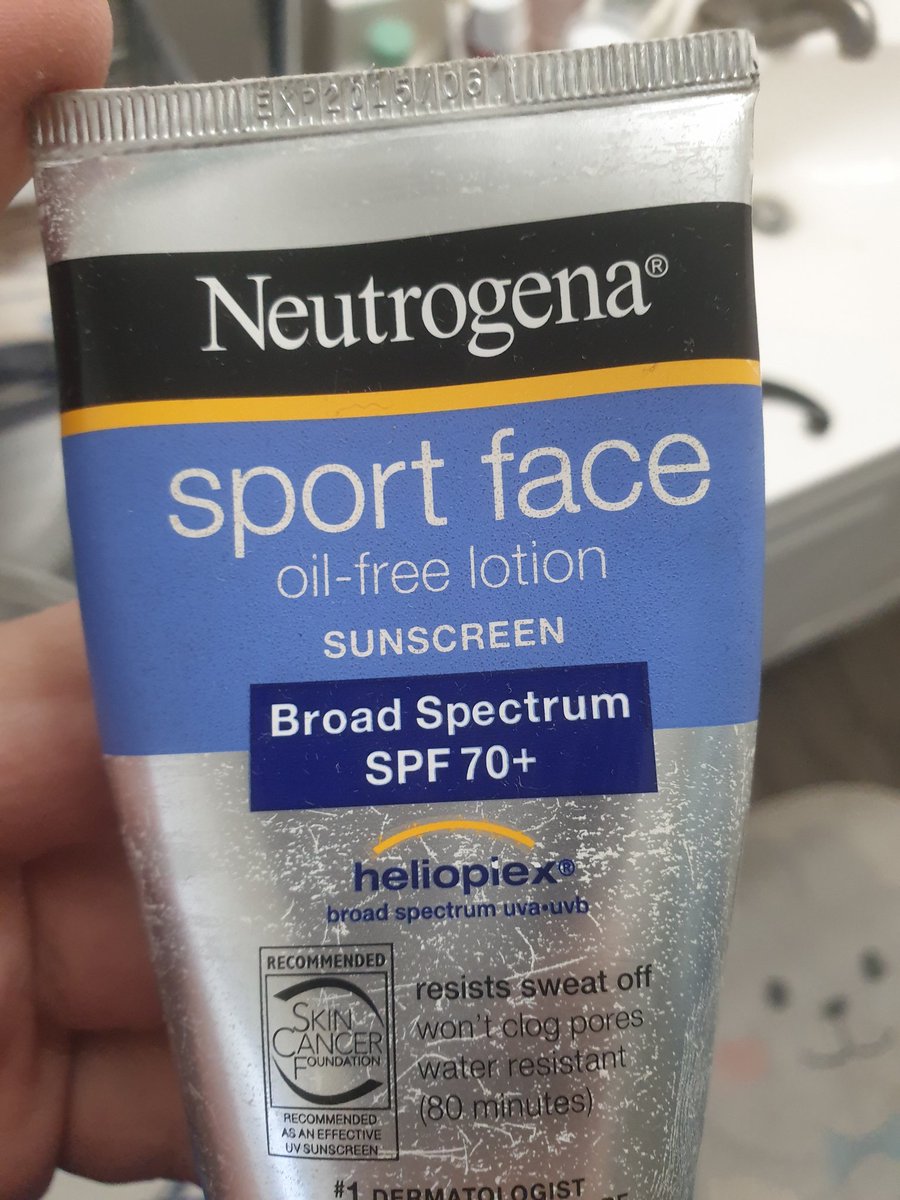 EXP2015/06
Neutrogena®
sport face
oil-free lotion
SUNSCREEN
Broad Spectrum
SPF 70+
helioplex®
broad spectrum uva•uvb
RECOMMENDED
SKIN
CANCER
FOUNDATION
RECOMMENDED
AS AN EFFECTIVE
UV SUNSCREEN
resists sweat off
won't clog pores
water resistant
(80 minutes)
#1 DERMATOLOGIST